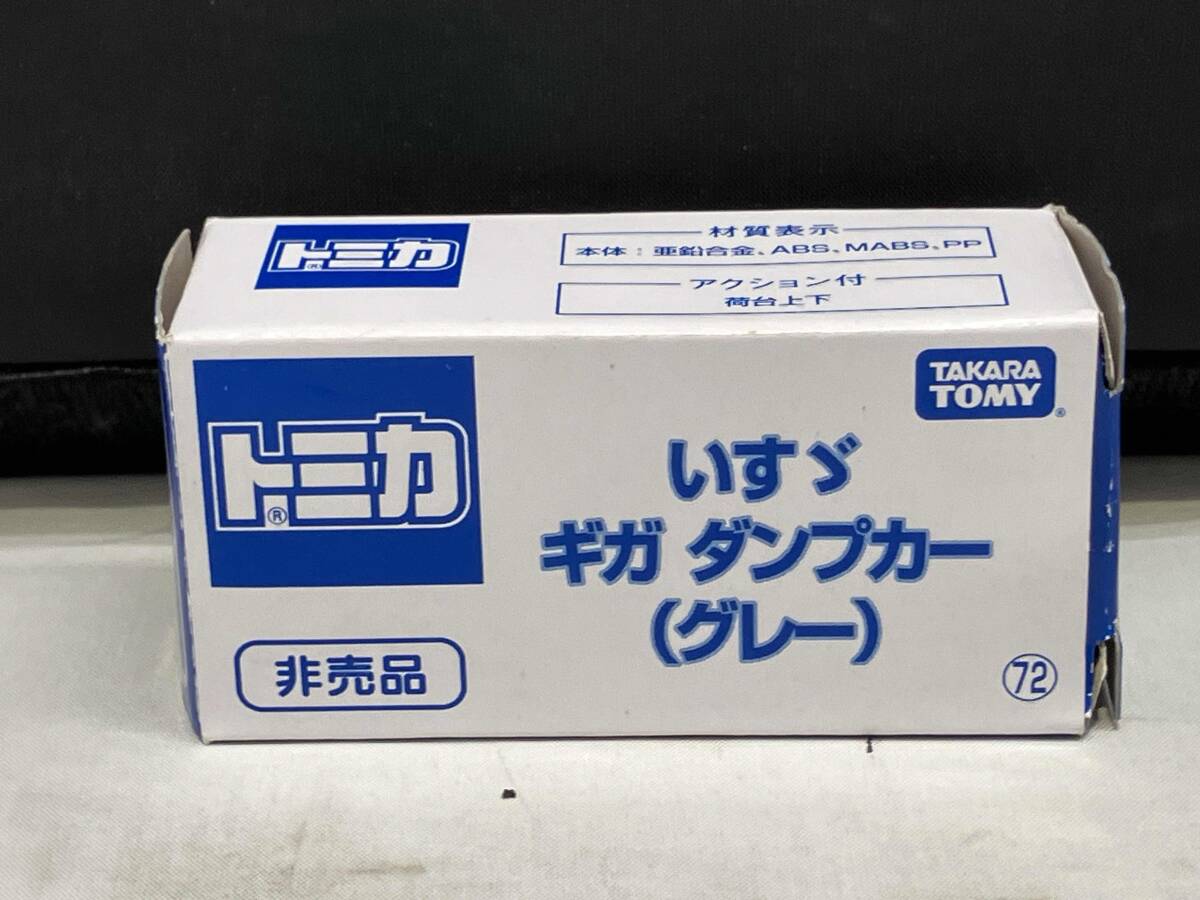 トミカ®
材質表示
本体：亜鉛合金、ABS、MABS、PP
アクション付
荷台上下
トミカ®
TAKARA
TOMY®
いすゞ
ギガ ダンプカー
（グレー）
非売品
72